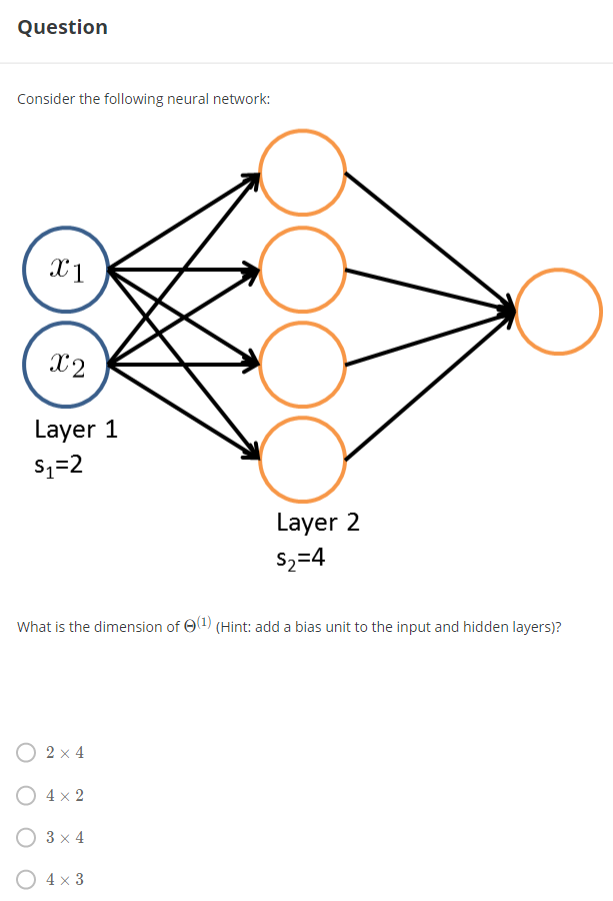 Question
Consider the following neural network:
x₁
x₂
Layer 1
s₁=2
Layer 2
s₂=4
What is the dimension of Θ⁽¹⁾ (Hint: add a bias unit to the input and hidden layers)?
2 × 4
4 × 2
3 × 4
4 × 3